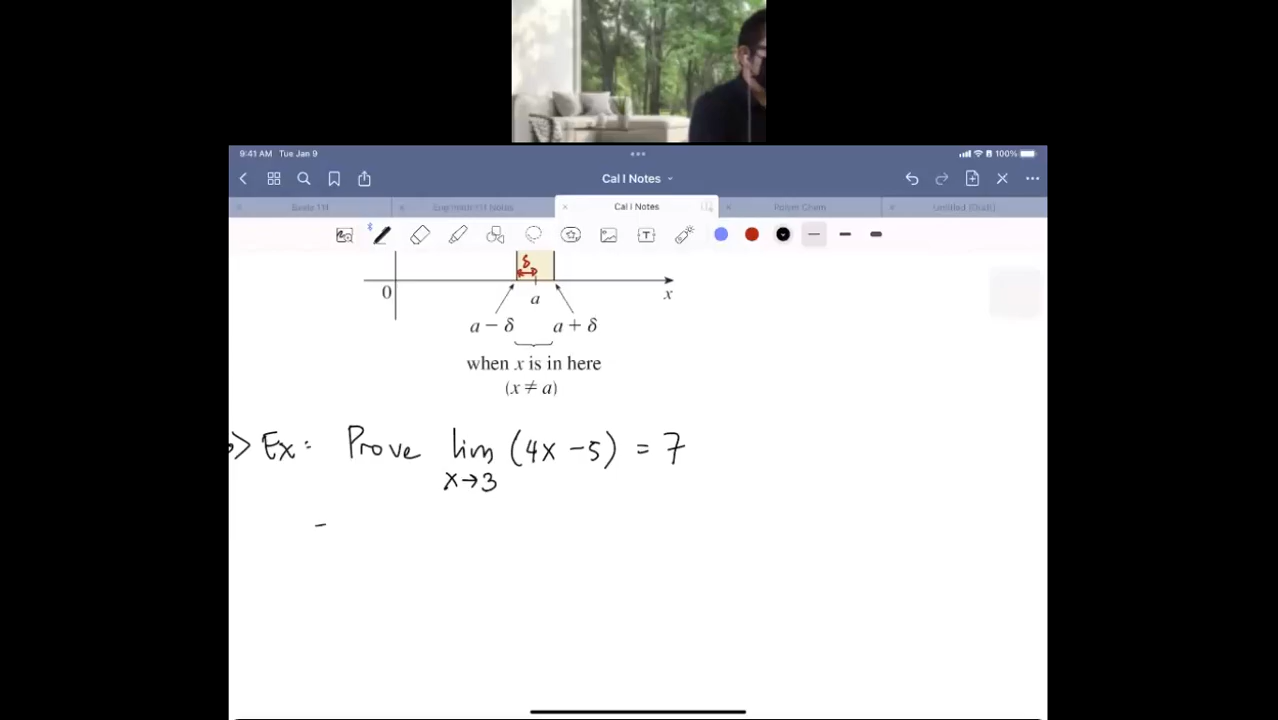 9:41 AM Tue Jan 9
100%
Cal I Notes
Cal I Notes
δ
0
a
x
a − δ
a + δ
when x is in here
(x ≠ a)
> Ex: Prove lim (4x −5) = 7
x→3